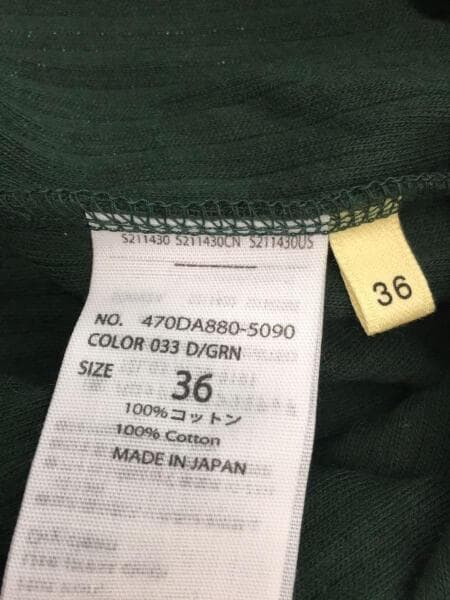 S211430 S211430CN S211430US
NO. 470DA880-5090
COLOR 033 D/GRN
SIZE 36
100%コットン
100% Cotton
MADE IN JAPAN
36